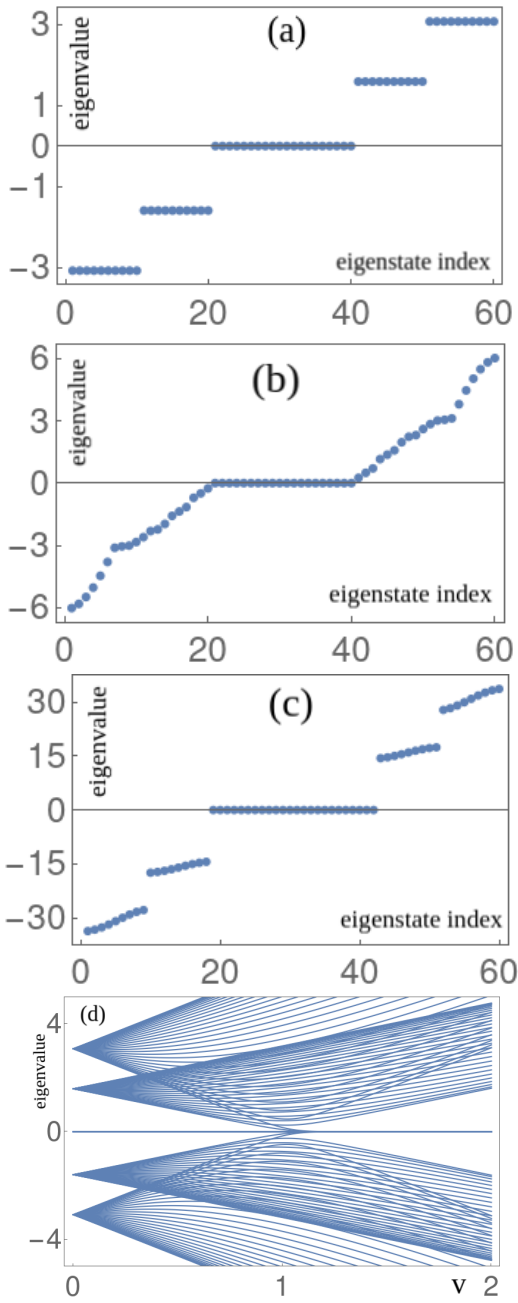 (a)
eigenvalue
3
1
0
−1
−3
eigenstate index
0 20 40 60
(b)
eigenvalue
6
3
0
−3
−6
eigenstate index
0 20 40 60
(c)
eigenvalue
30
15
0
−15
−30
eigenstate index
0 20 40 60
(d)
eigenvalue
4
0
−4
0 1 v 2